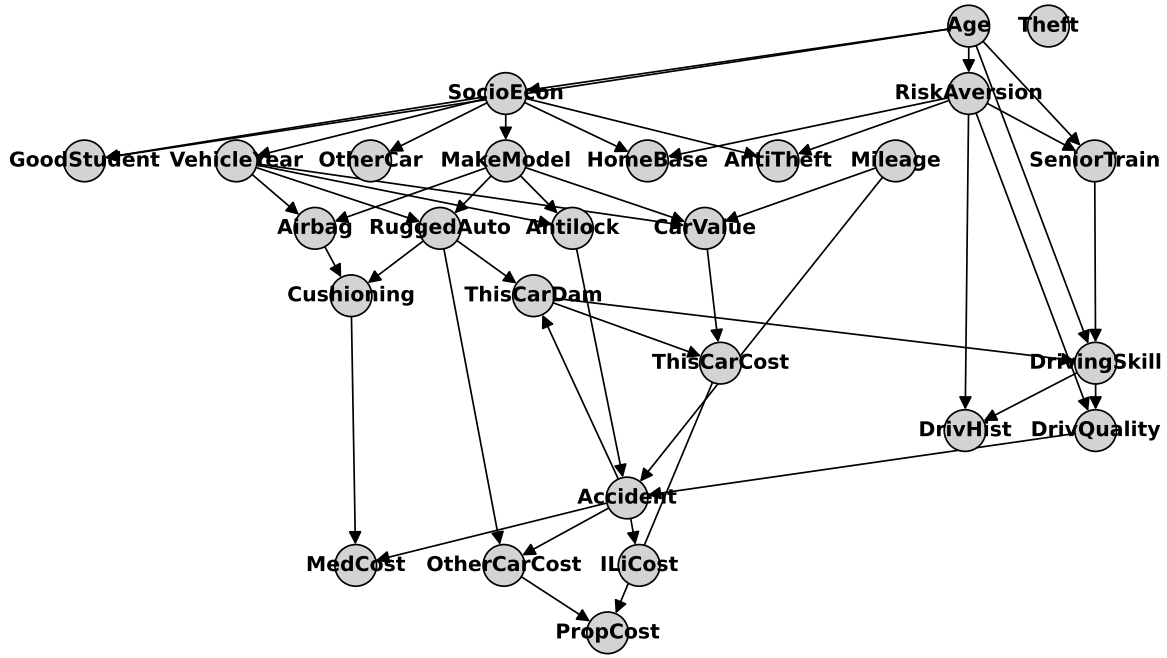 Age
Theft
SocioEcon
RiskAversion
GoodStudent
VehicleYear
OtherCar
MakeModel
HomeBase
AntiTheft
Mileage
SeniorTrain
Airbag
RuggedAuto
Antilock
CarValue
Cushioning
ThisCarDam
ThisCarCost
DrivingSkill
DrivHist
DrivQuality
Accident
MedCost
OtherCarCost
ILiCost
PropCost